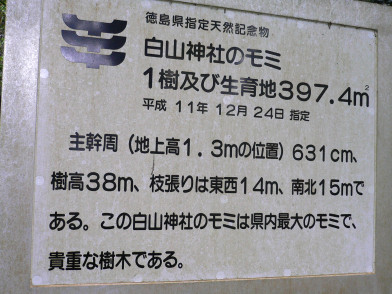 徳島県指定天然記念物
白山神社のモミ
1樹及び生育地397.4㎡
平成 11年 12月 24日 指定
主幹周（地上高1.3mの位置）631cm、
樹高38m、枝張りは東西14m、南北15mで
ある。この白山神社のモミは県内最大のモミで、
貴重な樹木である。